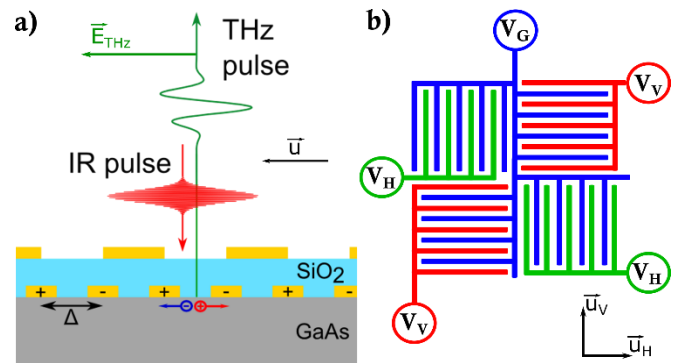 a)
E⃗THz
THz
pulse
IR pulse
u⃗
SiO2
+ - + - + -
Δ
- +
GaAs
b)
VG
VV
VH
VH
VV
u⃗V
u⃗H